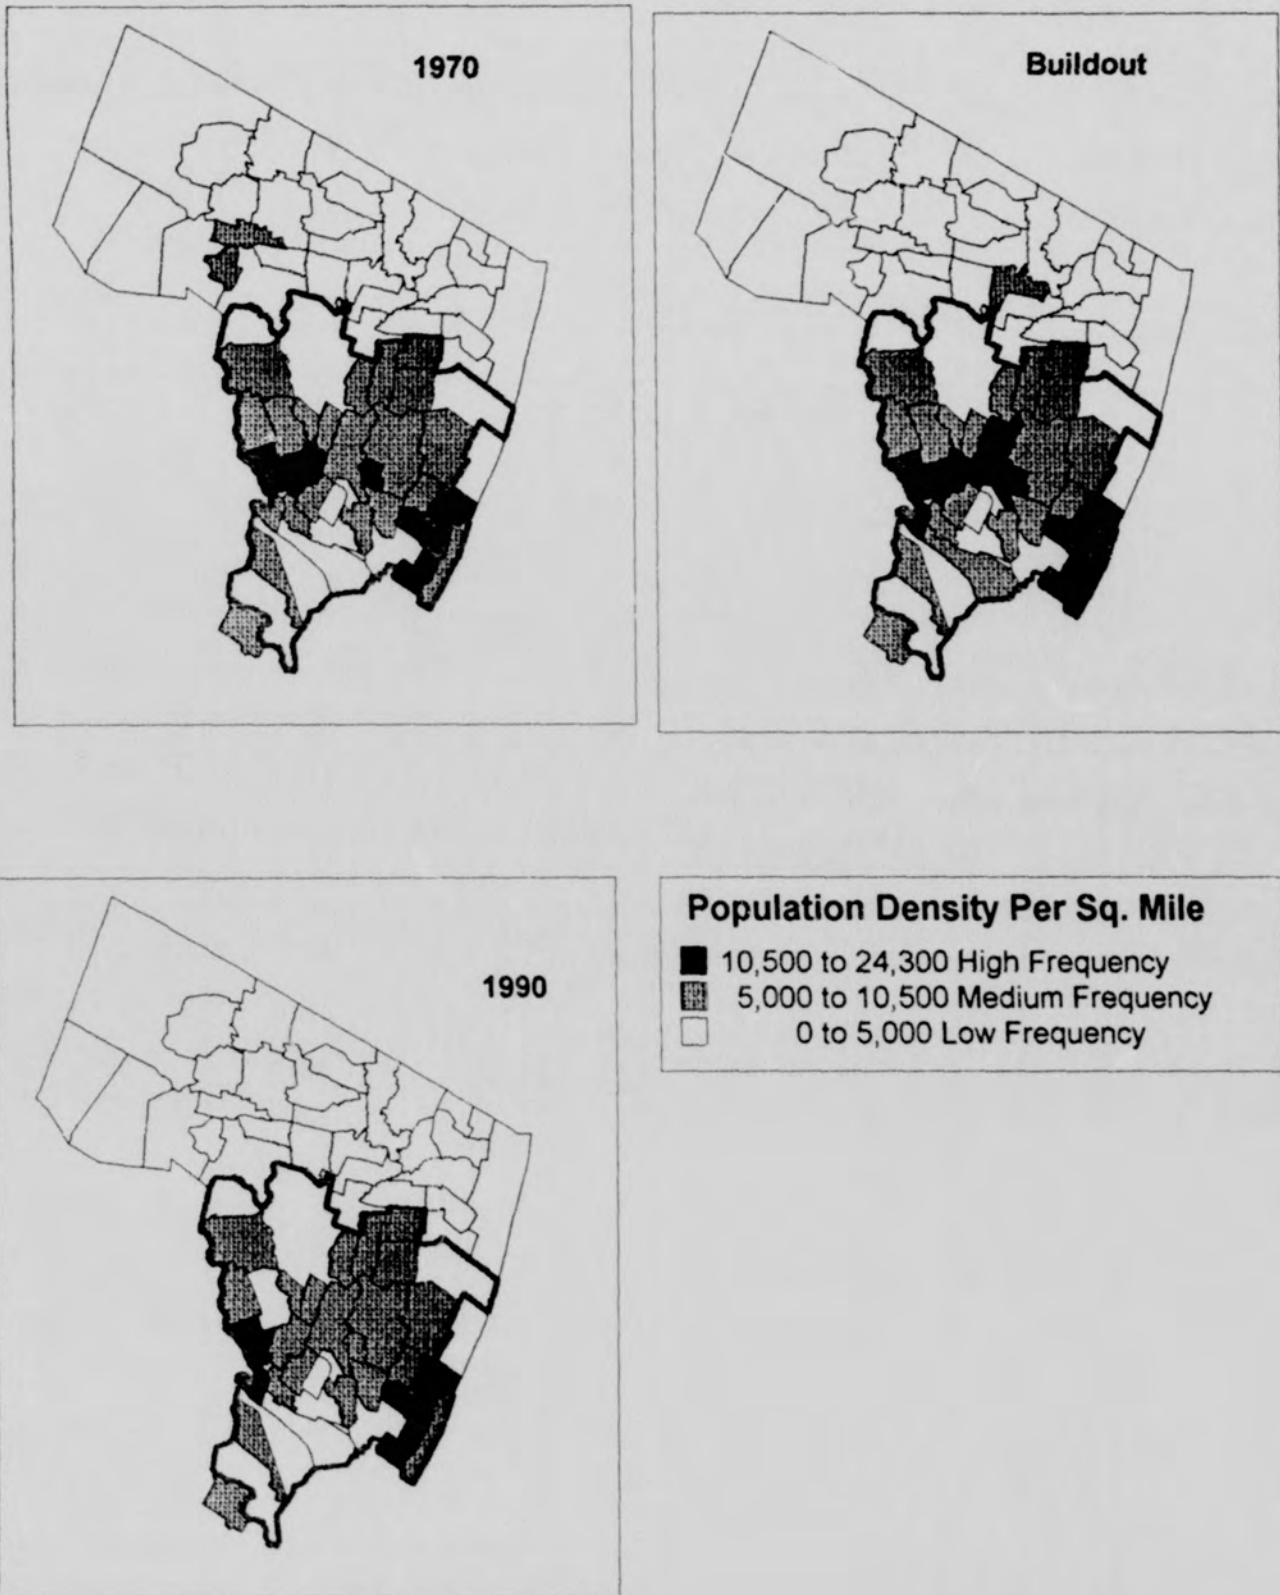 1970
Buildout
1990
Population Density Per Sq. Mile
10,500 to 24,300 High Frequency
5,000 to 10,500 Medium Frequency
0 to 5,000 Low Frequency